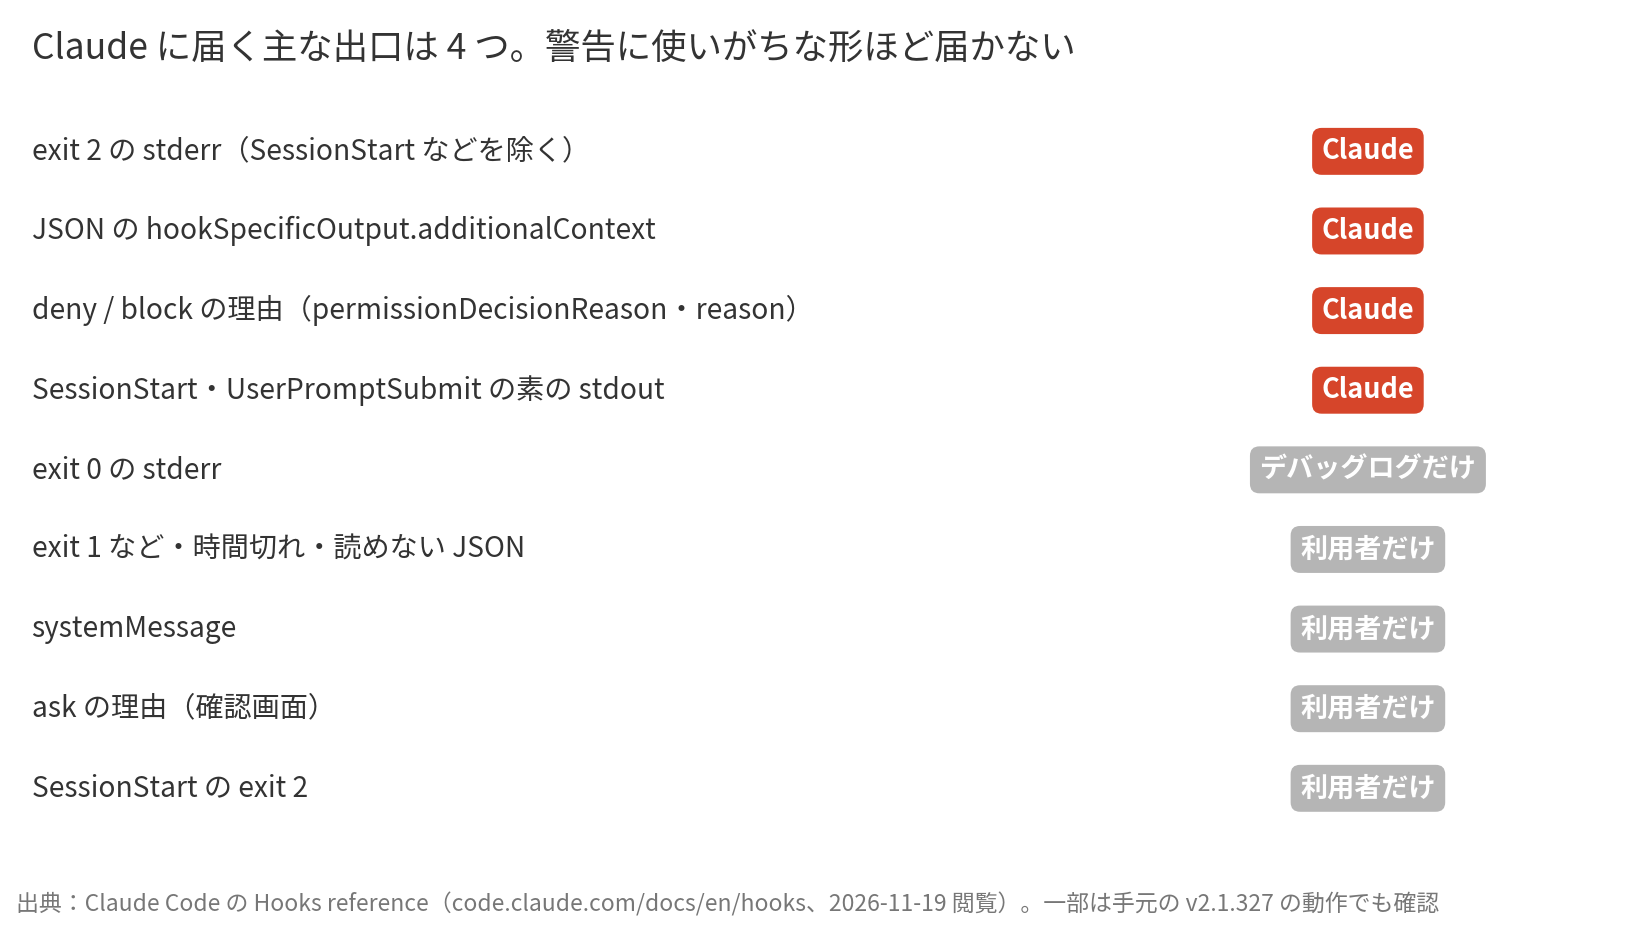 Claude に届く主な出口は 4 つ。警告に使いがちな形ほど届かない
exit 2 の stderr（SessionStart などを除く）
Claude
JSON の hookSpecificOutput.additionalContext
Claude
deny / block の理由（permissionDecisionReason・reason）
Claude
SessionStart・UserPromptSubmit の素の stdout
Claude
exit 0 の stderr
デバッグログだけ
exit 1 など・時間切れ・読めない JSON
利用者だけ
systemMessage
利用者だけ
ask の理由（確認画面）
利用者だけ
SessionStart の exit 2
利用者だけ
出典：Claude Code の Hooks reference（code.claude.com/docs/en/hooks、2026-11-19 閲覧）。一部は手元の v2.1.327 の動作でも確認